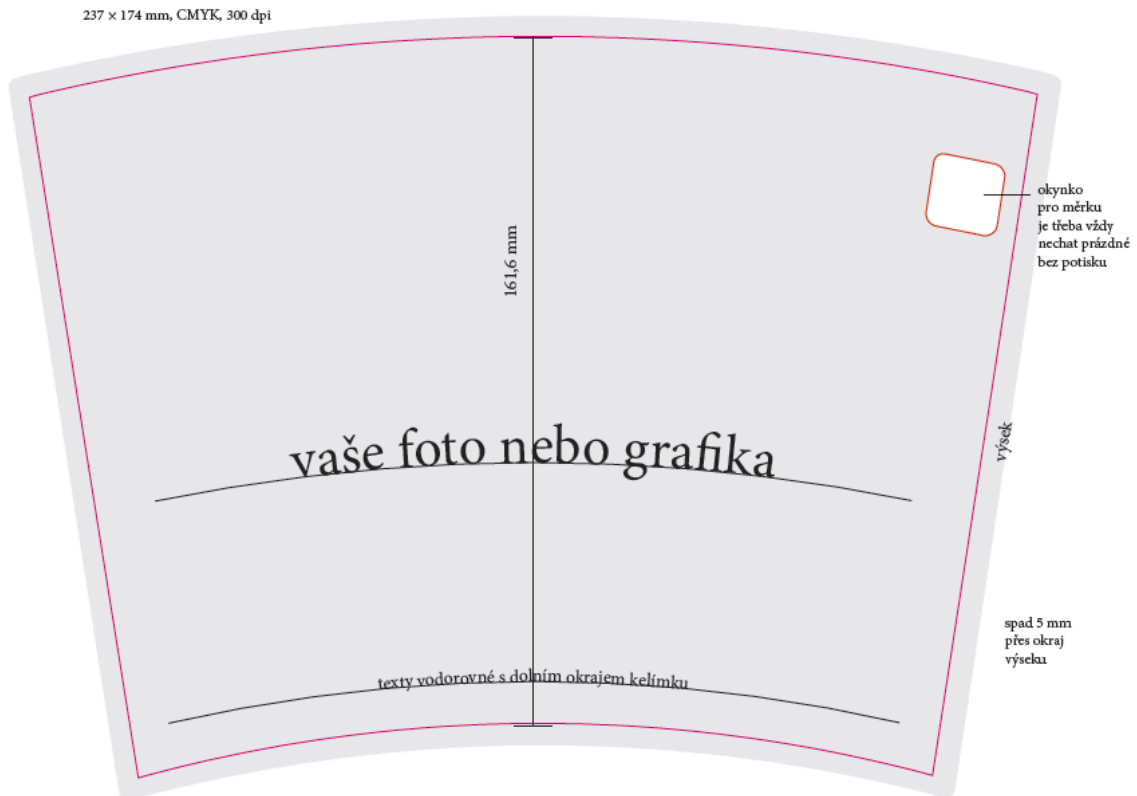 237 × 174 mm, CMYK, 300 dpi
okynko
pro měrku
je třeba vždy
nechat prázdné
bez potisku
161,6 mm
vaše foto nebo grafika
výsek
spad 5 mm
přes okraj
výseku
texty vodorovné s dolním okrajem kelímku